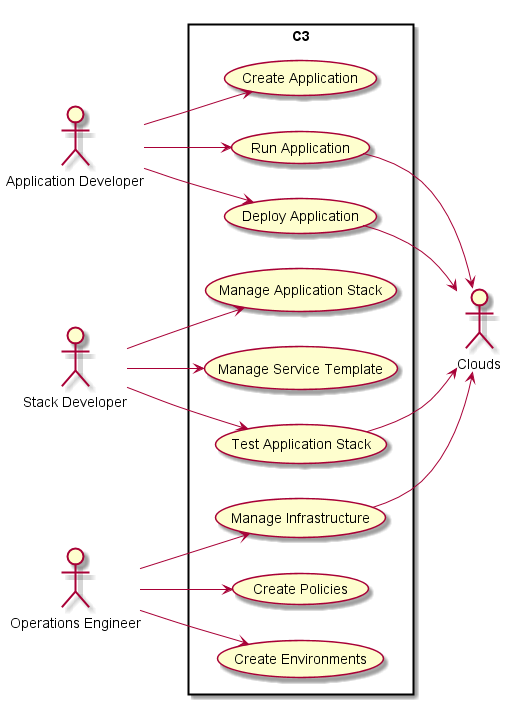 C3
Create Application
Run Application
Application Developer
Deploy Application
Manage Application Stack
Clouds
Manage Service Template
Stack Developer
Test Application Stack
Manage Infrastructure
Create Policies
Operations Engineer
Create Environments